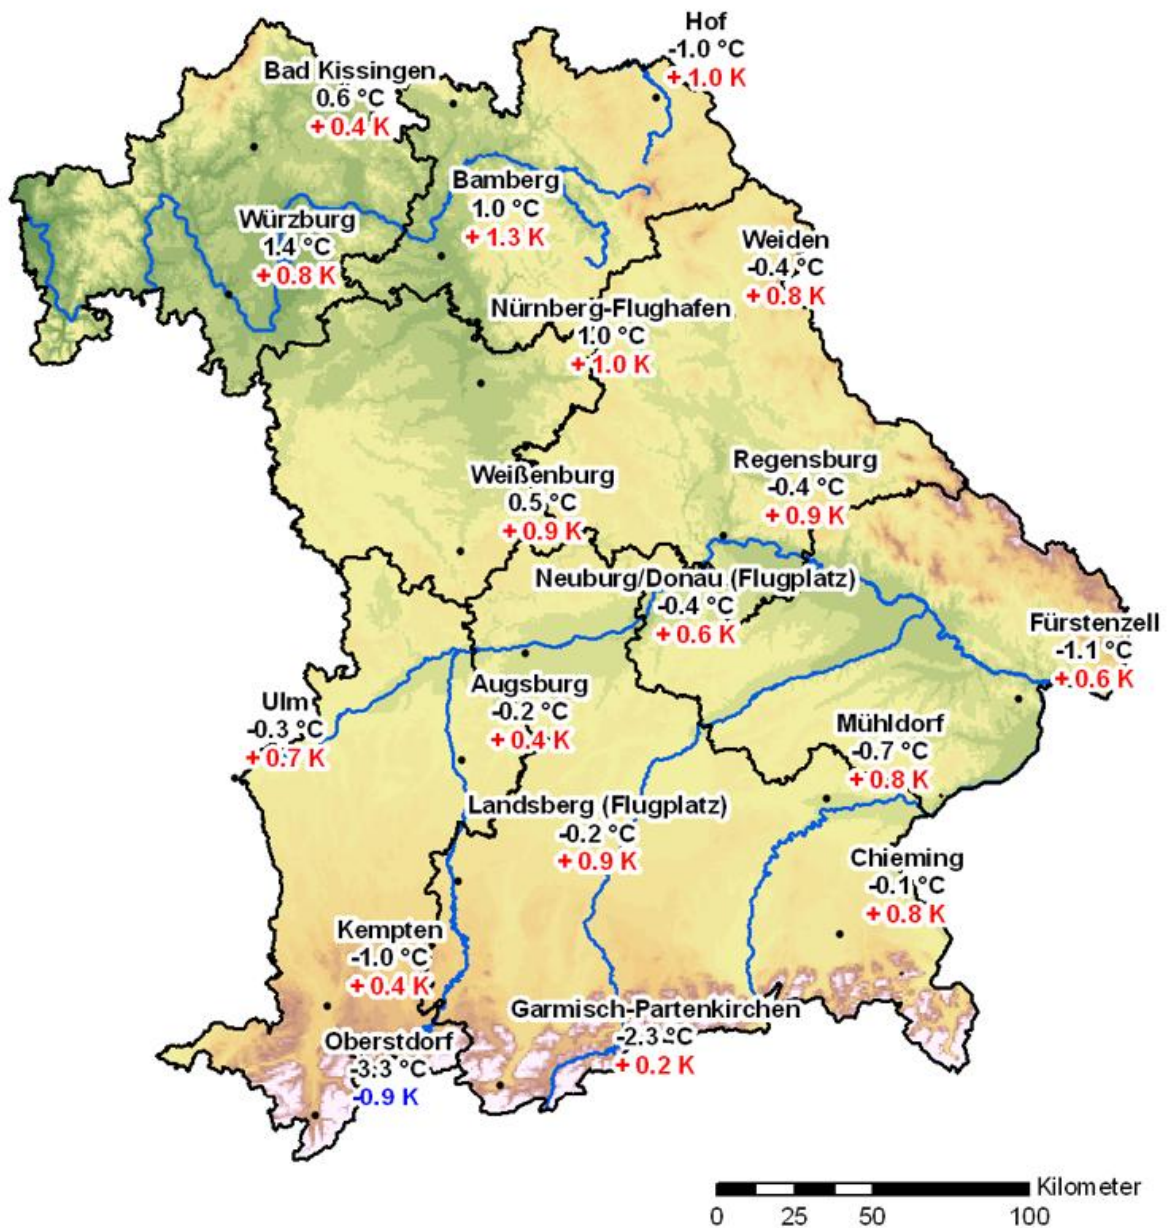 Hof
-1.0 °C
+ 1.0 K
Bad Kissingen
0.6 °C
+ 0.4 K
Bamberg
1.0 °C
+ 1.3 K
Würzburg
1.4 °C
+ 0.8 K
Weiden
-0.4 °C
+ 0.8 K
Nürnberg-Flughafen
1.0 °C
+ 1.0 K
Weißenburg
0.5 °C
+ 0.9 K
Regensburg
-0.4 °C
+ 0.9 K
Neuburg/Donau (Flugplatz)
-0.4 °C
+ 0.6 K
Fürstenzell
-1.1 °C
+ 0.6 K
Augsburg
-0.2 °C
+ 0.4 K
Ulm
-0.3 °C
+ 0.7 K
Mühldorf
-0.7 °C
+ 0.8 K
Landsberg (Flugplatz)
-0.2 °C
+ 0.9 K
Chieming
-0.1 °C
+ 0.8 K
Kempten
-1.0 °C
+ 0.4 K
Garmisch-Partenkirchen
-2.3 °C
+ 0.2 K
Oberstdorf
-3.3 °C
-0.9 K
Kilometer
0 25 50 100